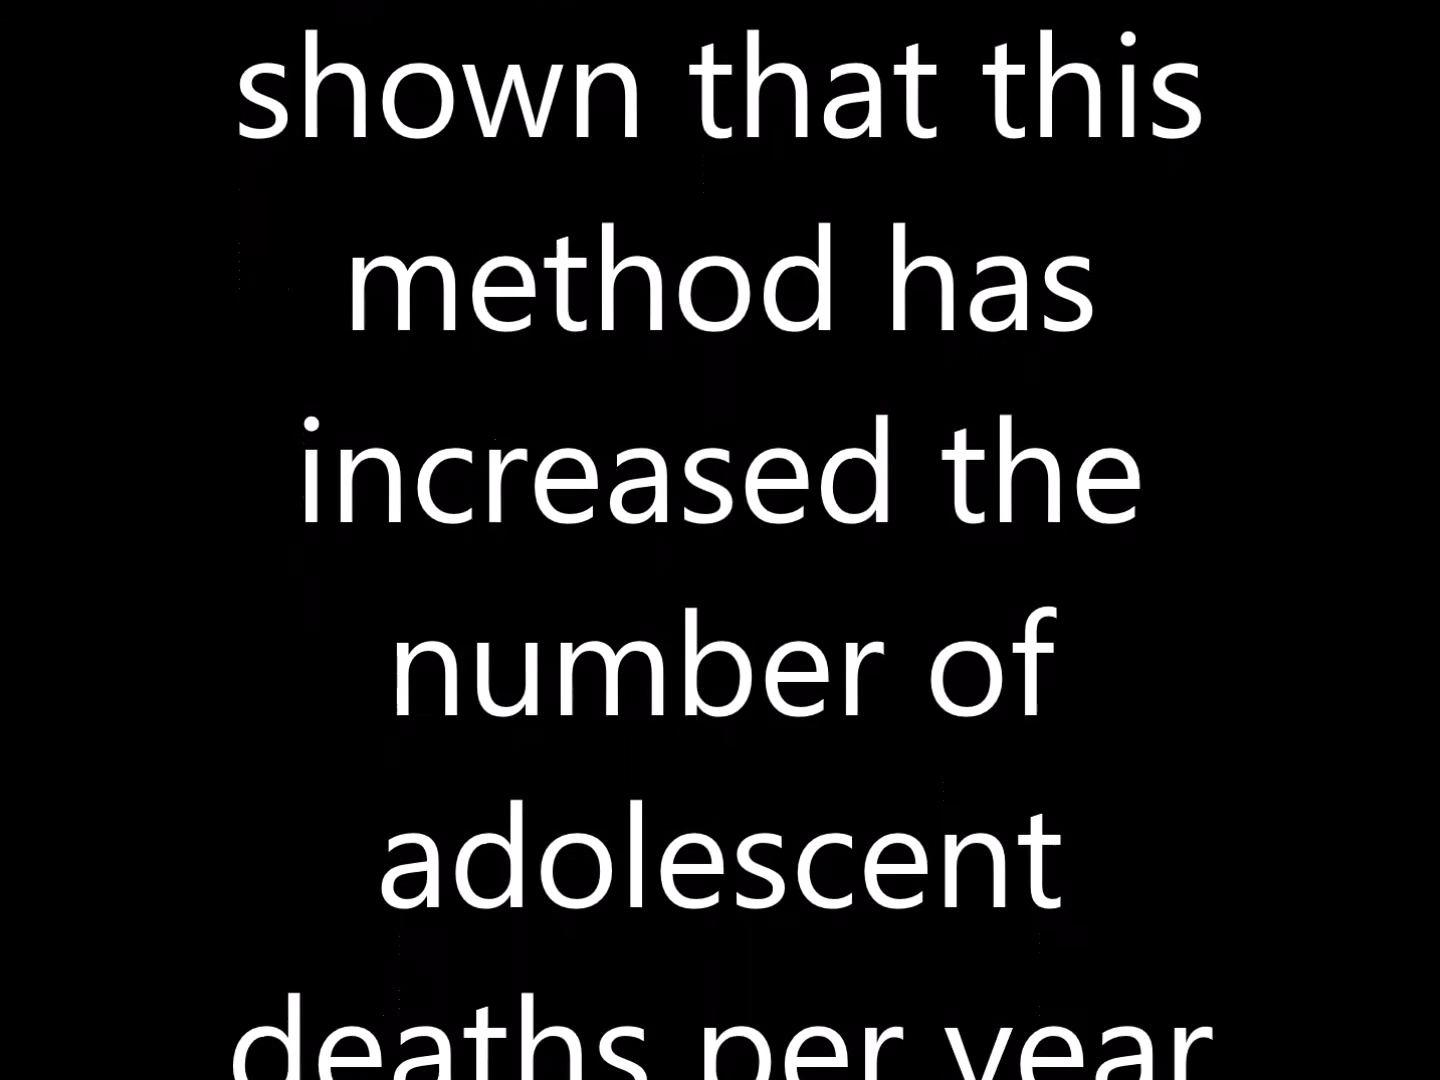 shown that this
method has
increased the
number of
adolescent
deaths per year